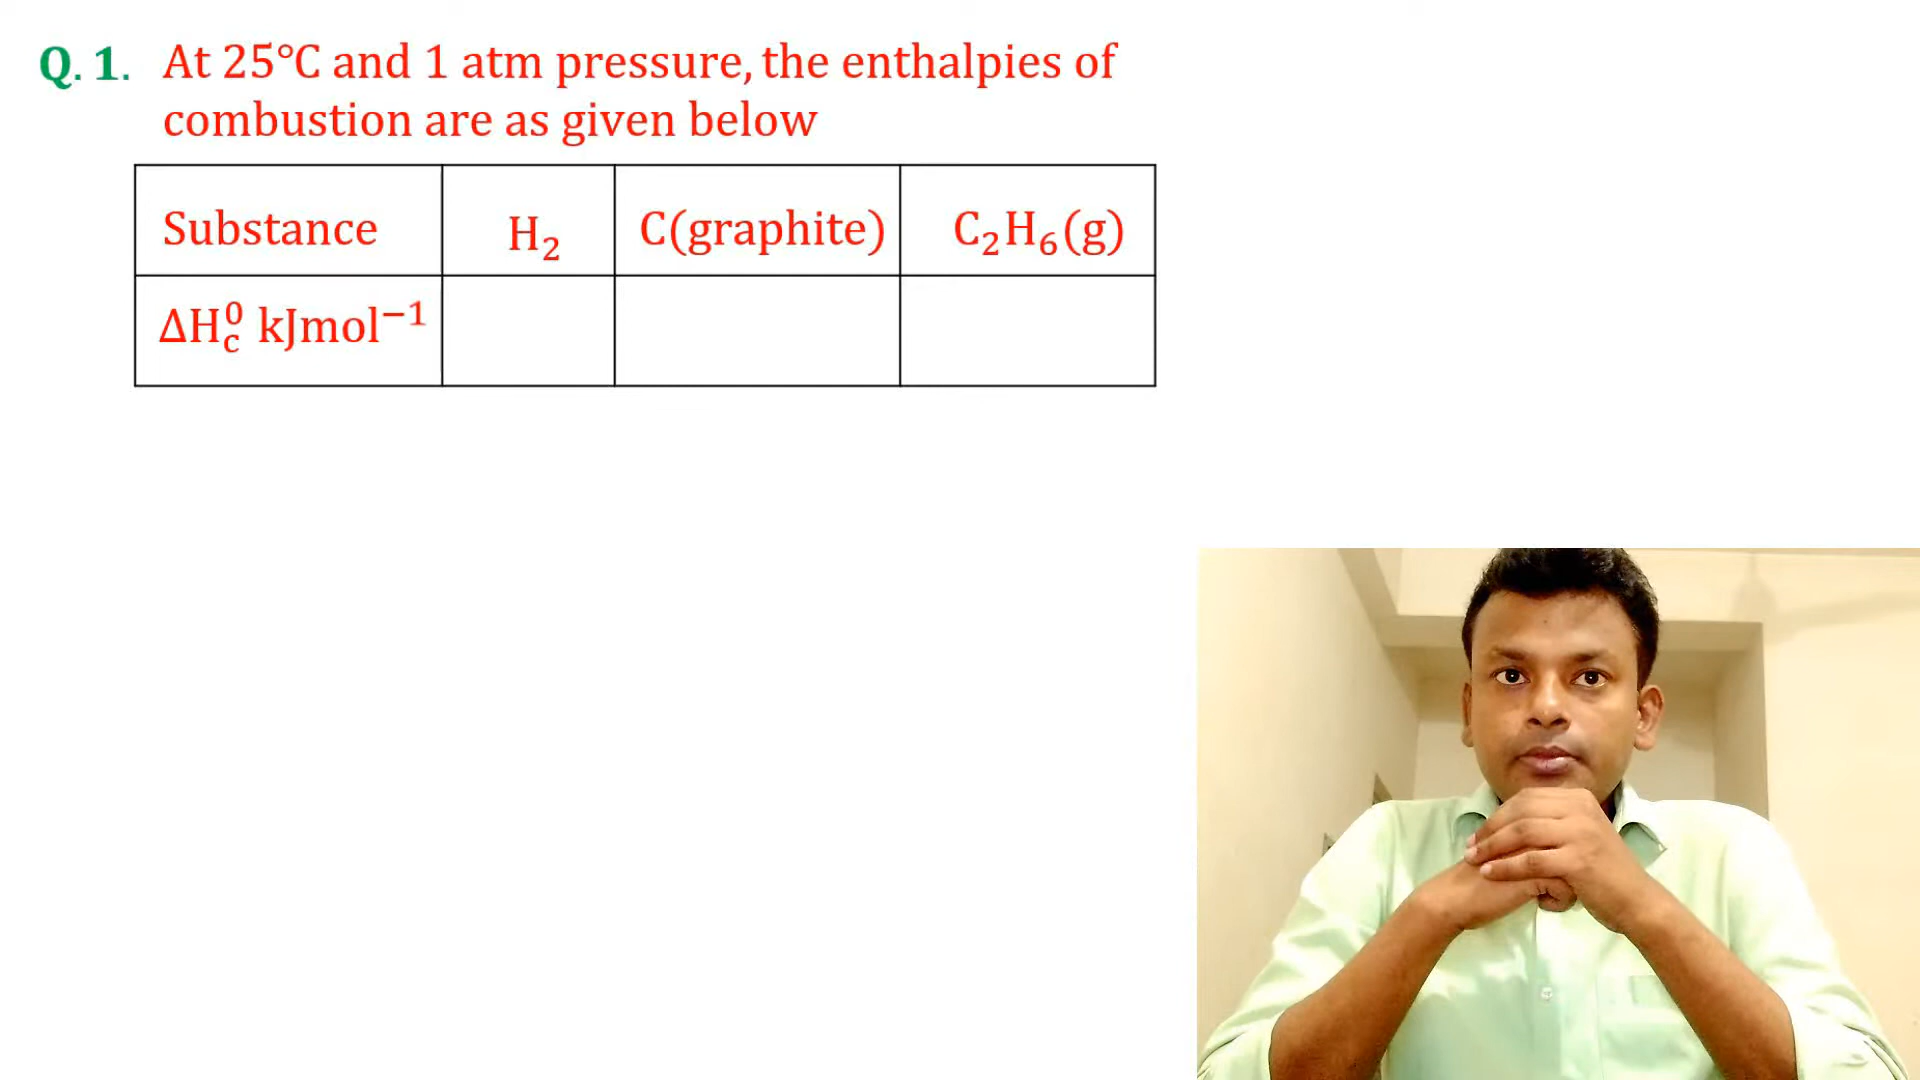 Q. 1. At 25°C and 1 atm pressure, the enthalpies of
combustion are as given below
Substance H₂ C(graphite) C₂H₆(g)
ΔH⁰c kJmol⁻¹